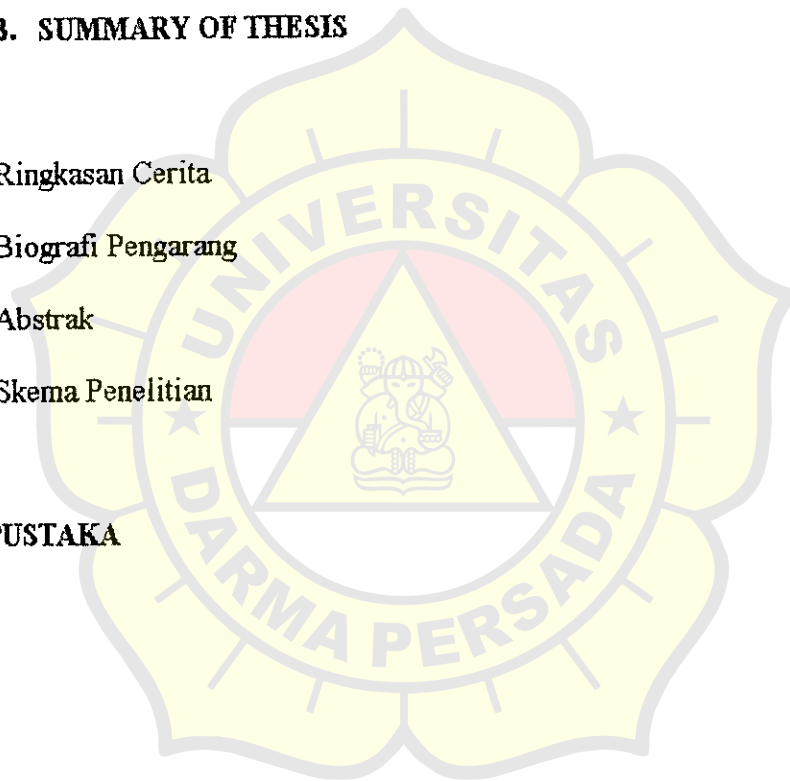 B. SUMMARY OF THESIS
Ringkasan Cerita
Biografi Pengarang
Abstrak
Skema Penelitian
PUSTAKA
UNIVERSITAS
DARMA PERSADA